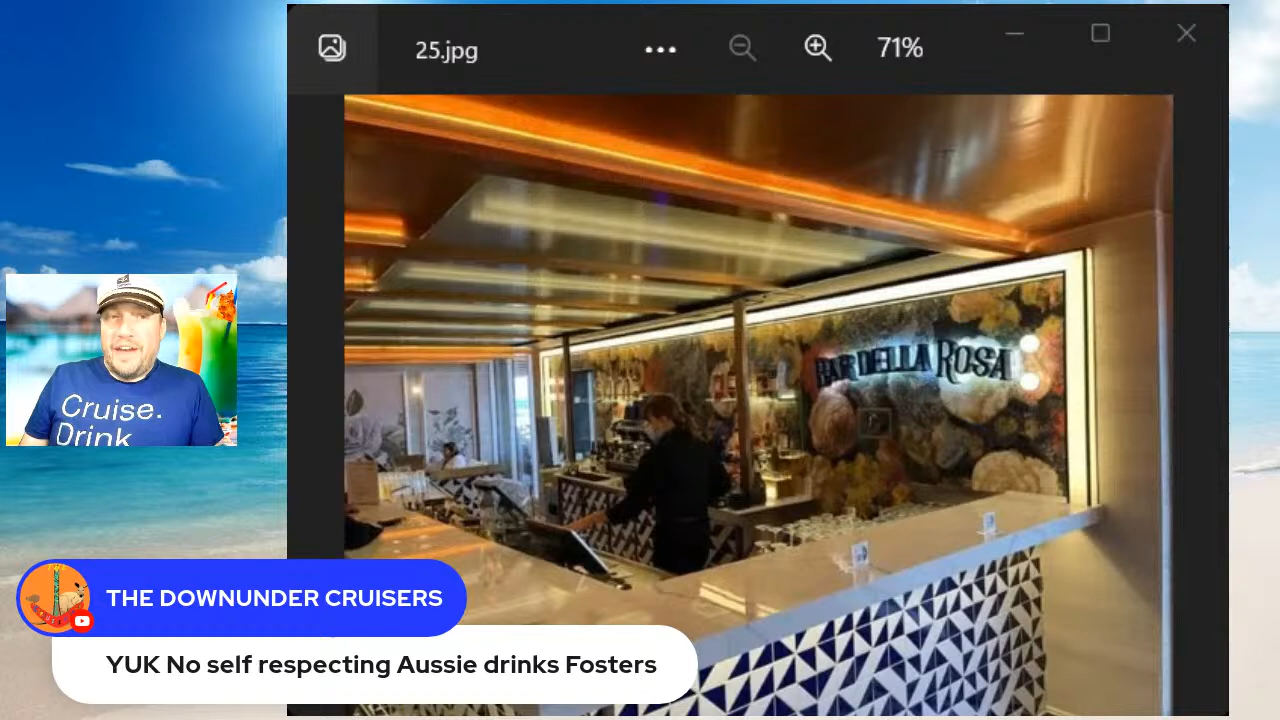 25.jpg
71%
BAR DELLA ROSA
Cruise.
Drink
THE DOWNUNDER CRUISERS
YUK No self respecting Aussie drinks Fosters